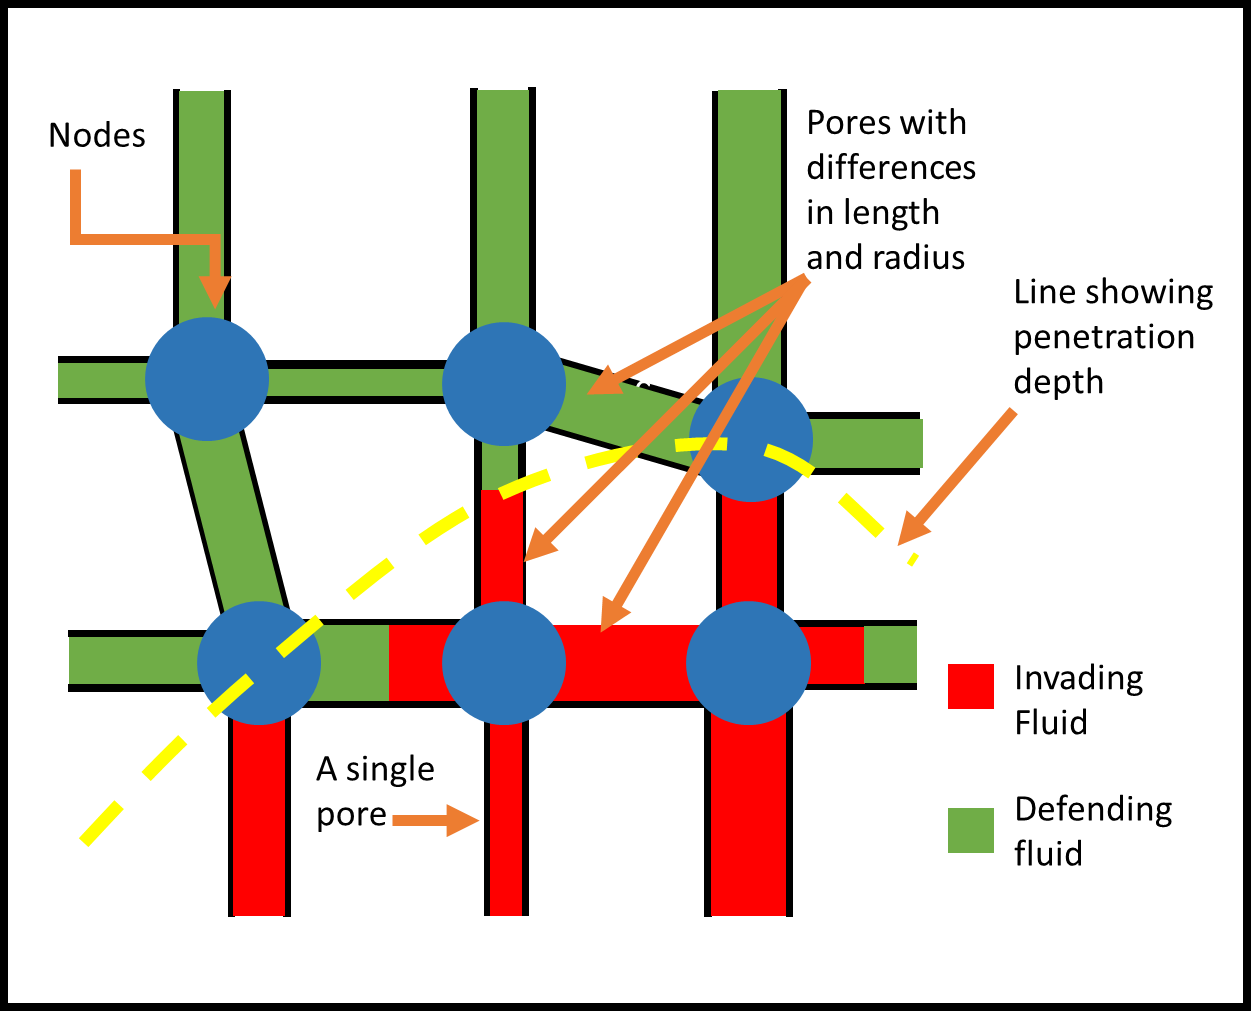 Nodes
Pores with
differences
in length
and radius
Line showing
penetration
depth
A single
pore
Invading
Fluid
Defending
fluid